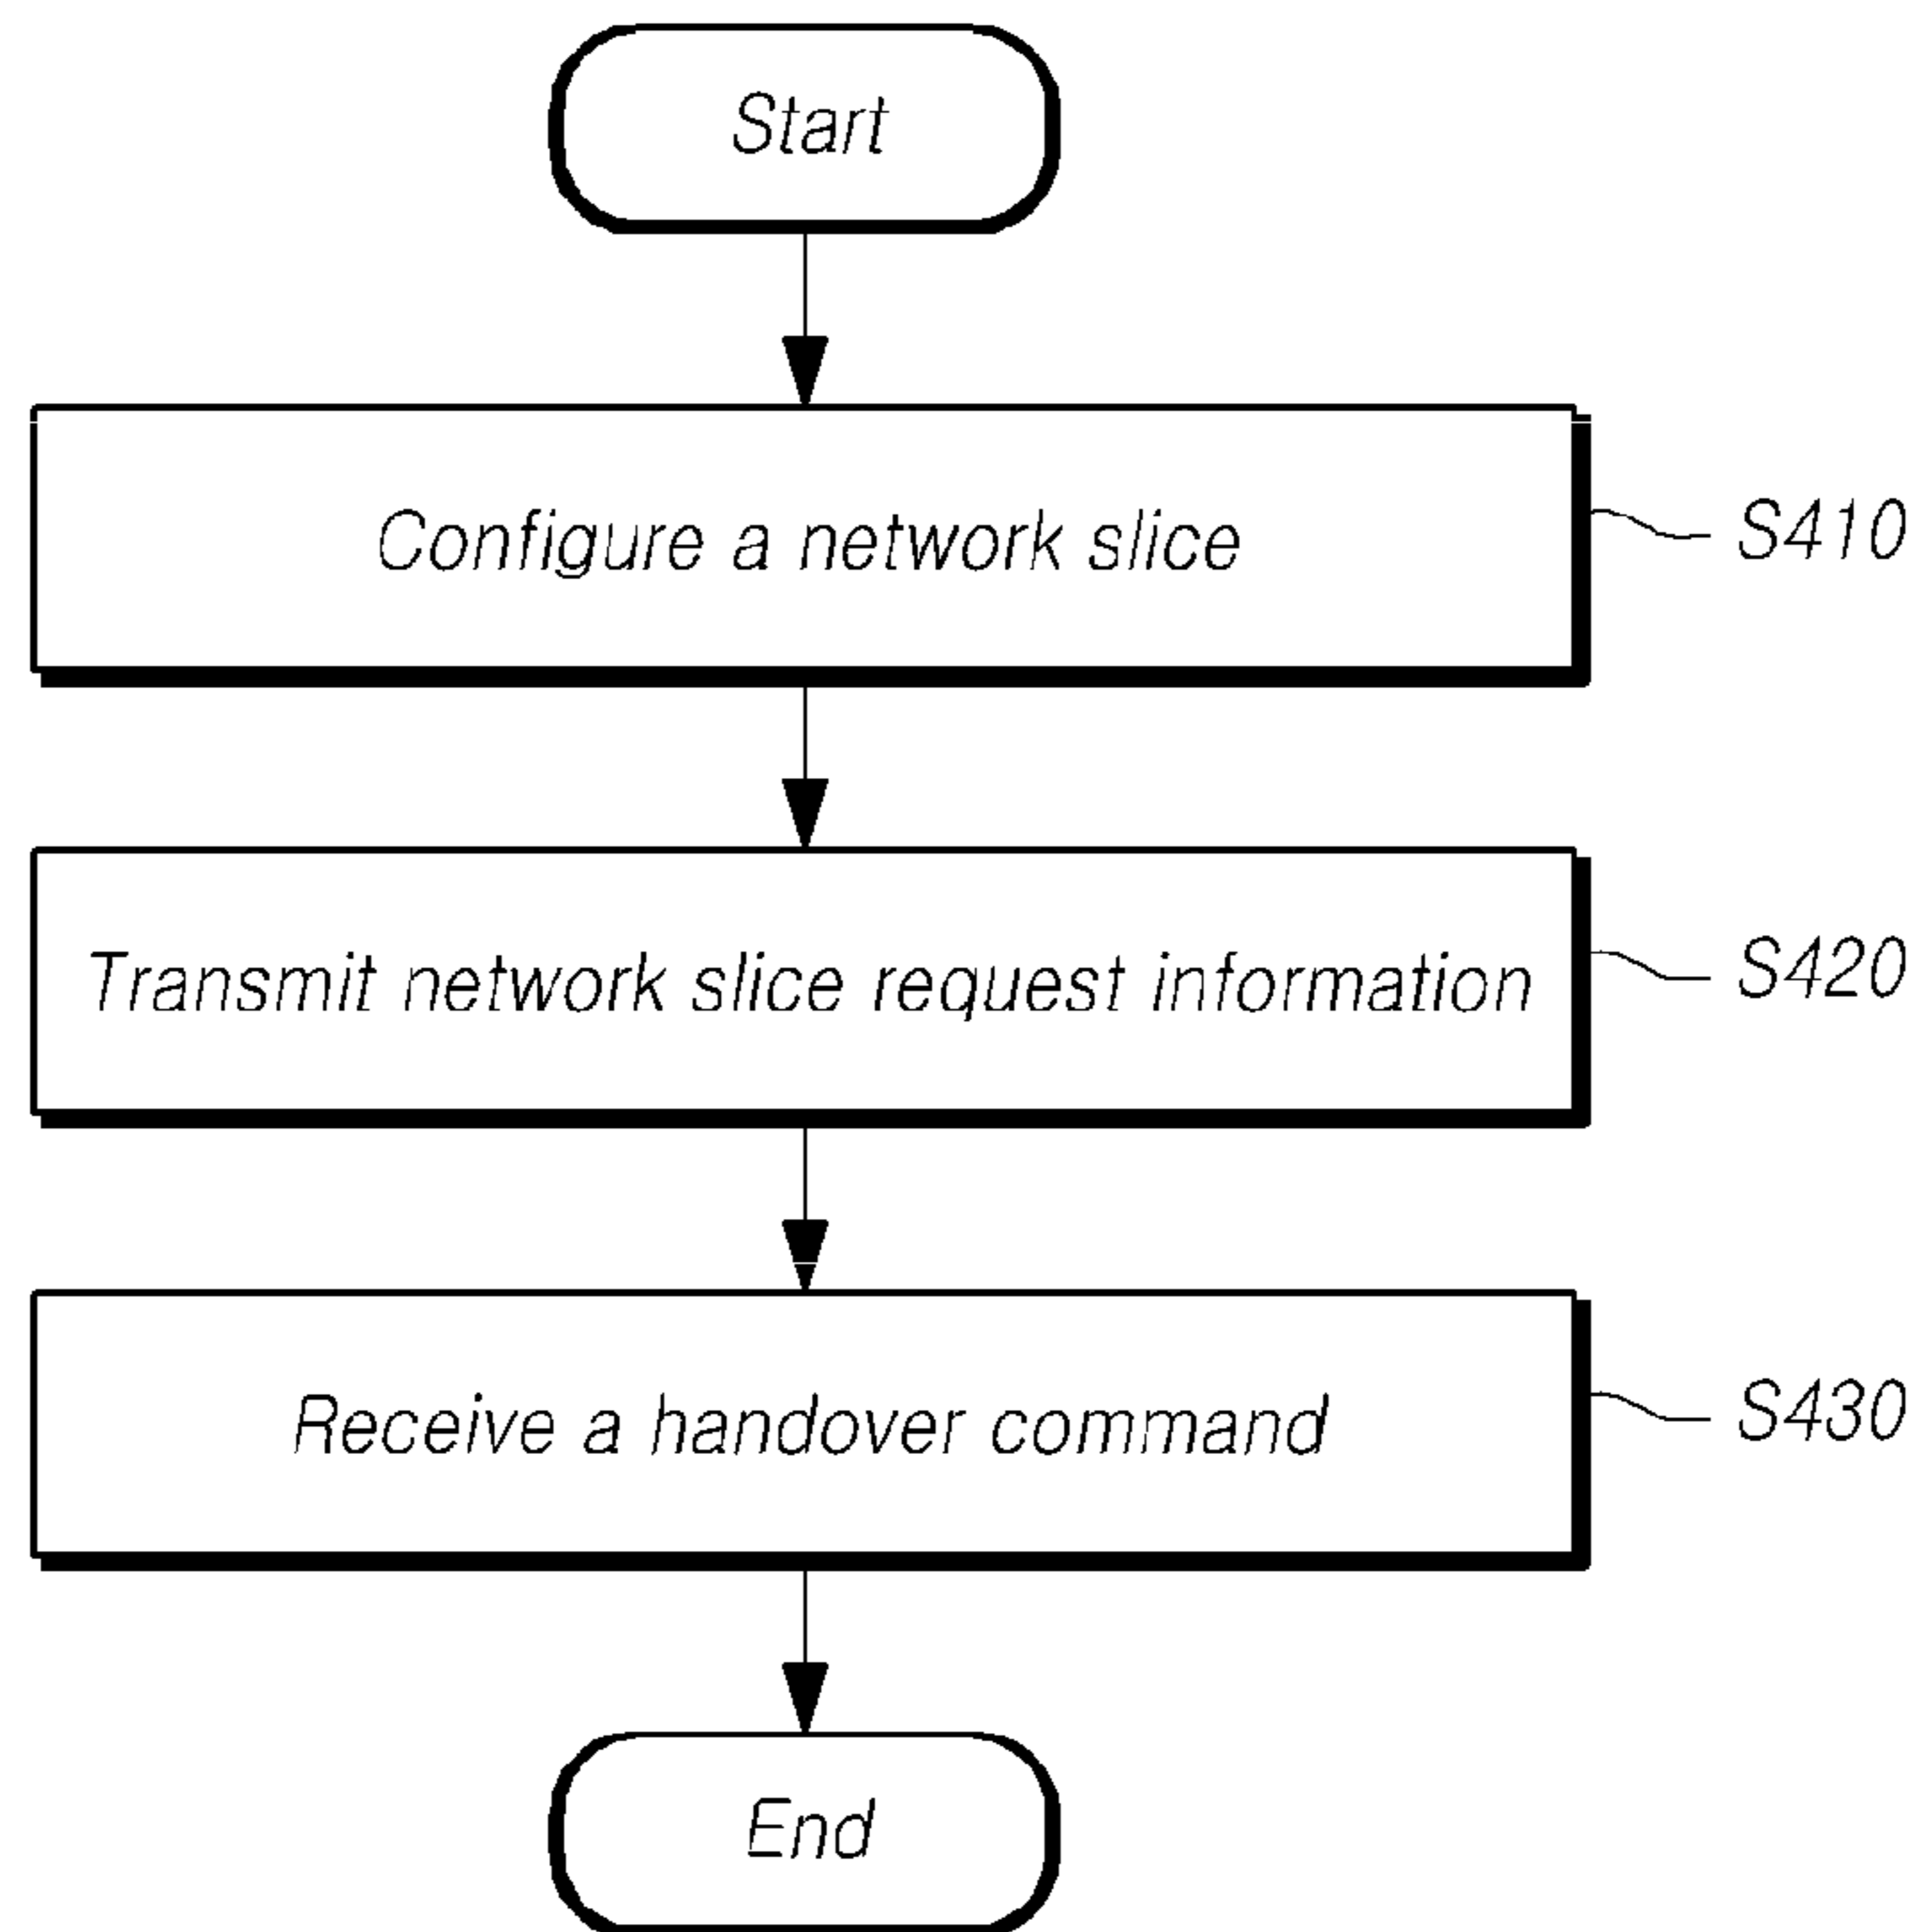 Start
Configure a network slice
S410
Transmit network slice request information
S420
Receive a handover command
S430
End